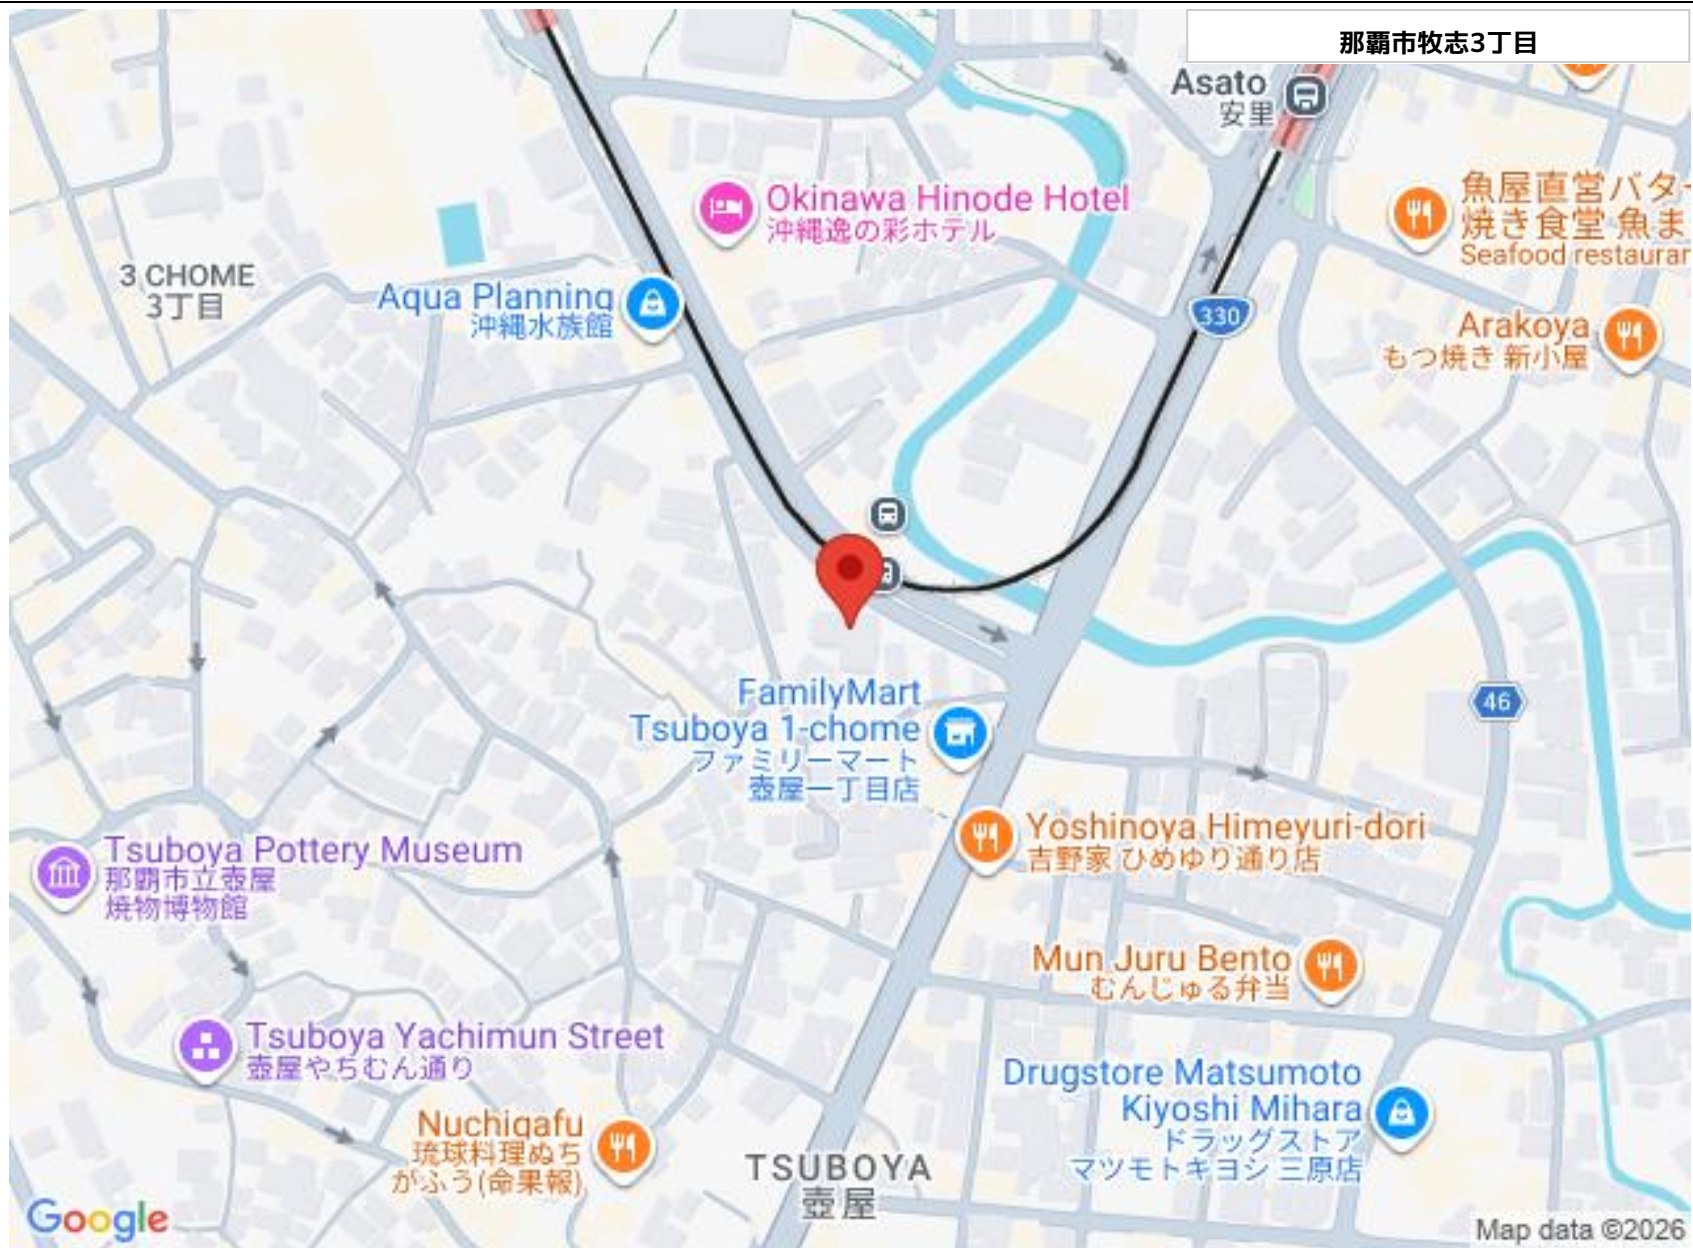 那覇市牧志3丁目
Asato
安里
Okinawa Hinode Hotel
沖縄逸の彩ホテル
魚屋直営バター
焼き食堂 魚ま
Seafood restauran
3 CHOME
3丁目
Aqua Planning
沖縄水族館
330
Arakoya
もつ焼き 新小屋
FamilyMart
Tsuboya 1-chome
ファミリーマート
壺屋一丁目店
46
Yoshinoya Himeyuri-dori
吉野家 ひめゆり通り店
Tsuboya Pottery Museum
那覇市立壺屋
焼物博物館
Mun Juru Bento
むんじゅる弁当
Tsuboya Yachimun Street
壺屋やちむん通り
Drugstore Matsumoto
Kiyoshi Mihara
ドラッグストア
マツモトキヨシ 三原店
Nuchigafu
琉球料理ぬち
がふう(命果報)
TSUBOYA
壺屋
Google
Map data ©2026